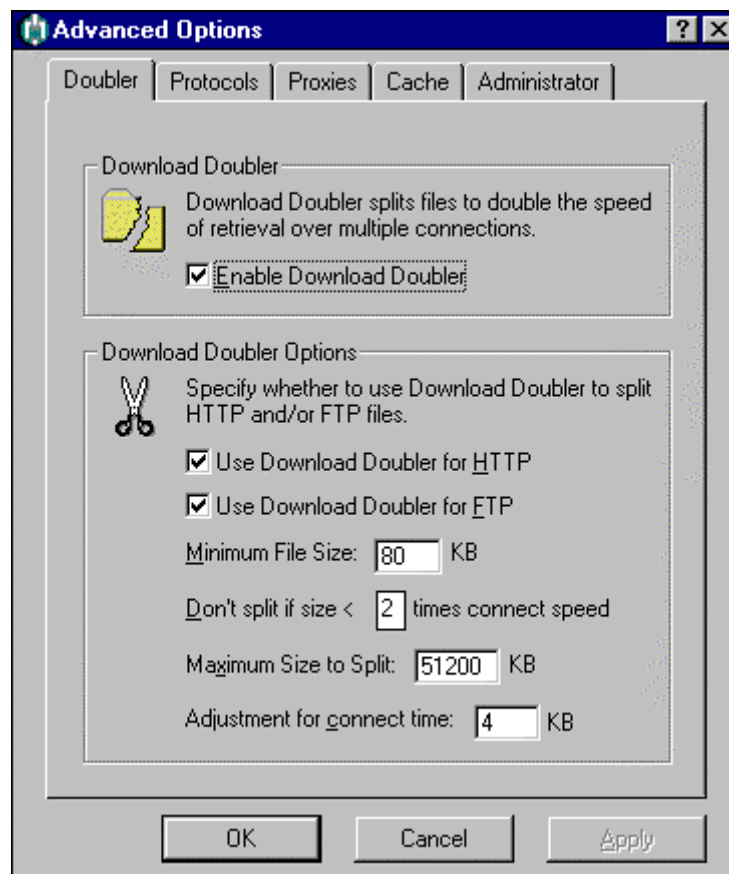 Advanced Options
Doubler Protocols Proxies Cache Administrator
Download Doubler
Download Doubler splits files to double the speed
of retrieval over multiple connections.
Enable Download Doubler
Download Doubler Options
Specify whether to use Download Doubler to split
HTTP and/or FTP files.
Use Download Doubler for HTTP
Use Download Doubler for FTP
Minimum File Size: 80 KB
Don't split if size < 2 times connect speed
Maximum Size to Split: 51200 KB
Adjustment for connect time: 4 KB
OK Cancel Apply